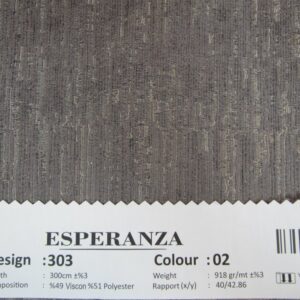 ESPERANZA
esign :303 Colour :02
th : 300cm ±%3 Weight : 918 gr/mt ±%3
position : %49 Viscon %51 Polyester Rapport (x/y) : 40/42.86